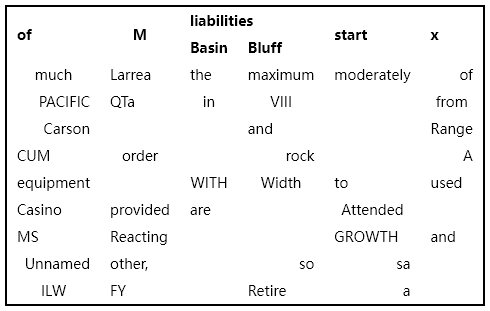 of M liabilities start x
Basin Bluff
much Larrea the maximum moderately of
PACIFIC QTa in VIII from
Carson and Range
CUM order rock A
equipment WITH Width to used
Casino provided are Attended
MS Reacting GROWTH and
Unnamed other, so sa
ILW FY Retire a